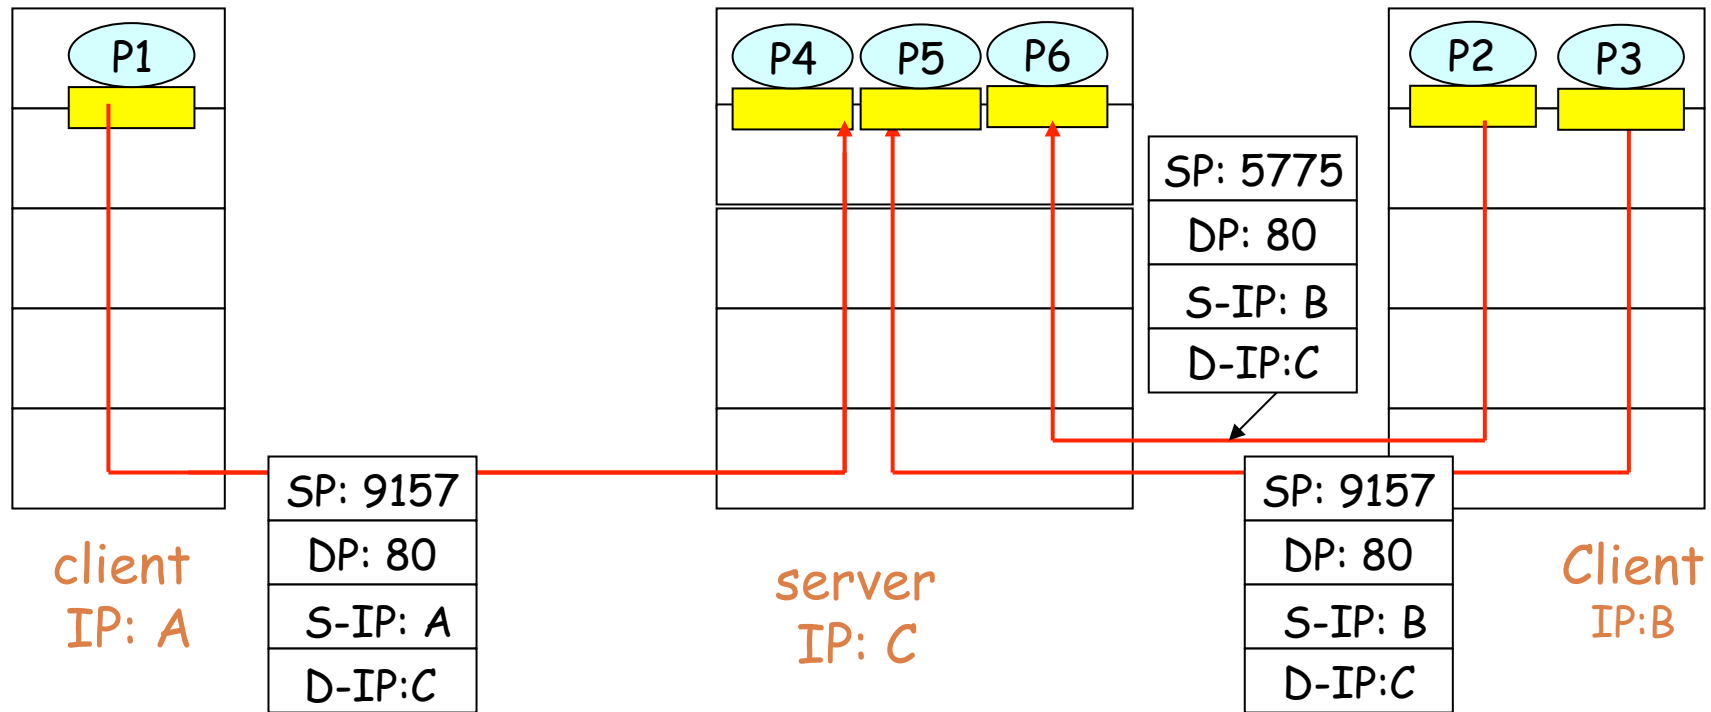 P1
P4
P5
P6
P2
P3
SP: 5775
DP: 80
S-IP: B
D-IP:C
SP: 9157
DP: 80
S-IP: A
D-IP:C
SP: 9157
DP: 80
S-IP: B
D-IP:C
client
IP: A
server
IP: C
Client
IP:B